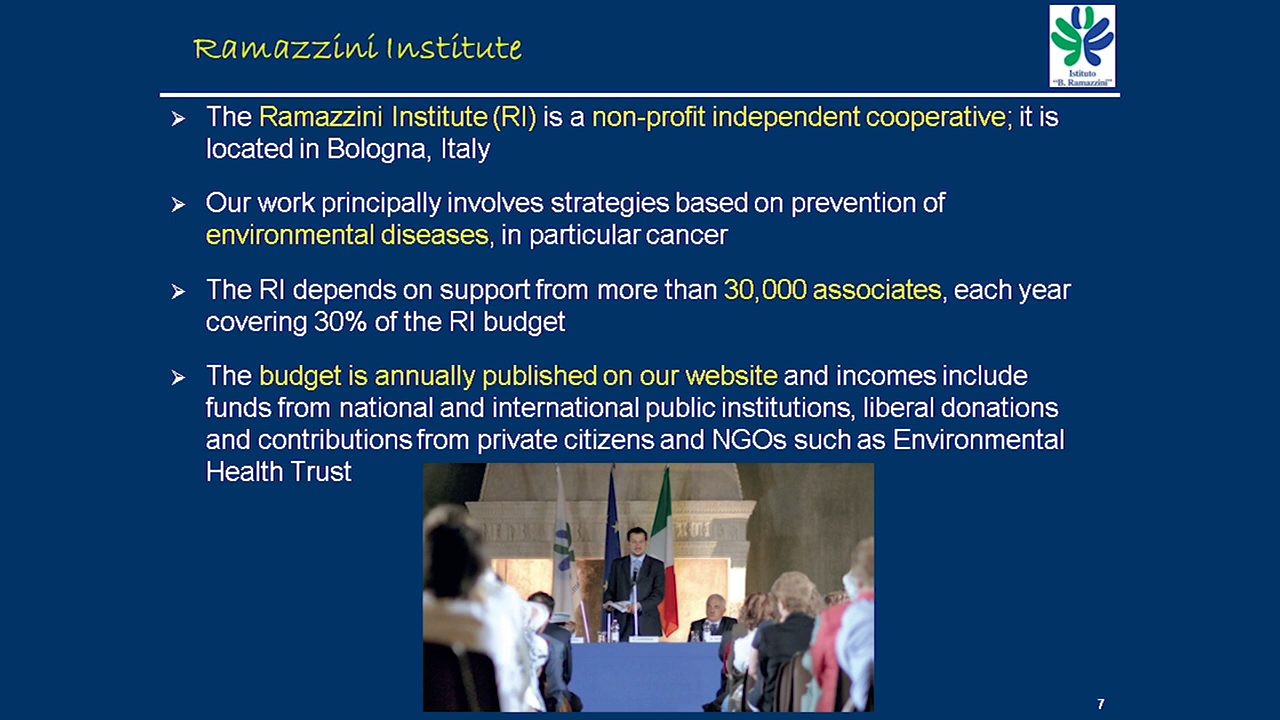 Ramazzini Institute
Istituto
"B. Ramazzini"
➢ The Ramazzini Institute (RI) is a non-profit independent cooperative; it is
located in Bologna, Italy
➢ Our work principally involves strategies based on prevention of
environmental diseases, in particular cancer
➢ The RI depends on support from more than 30,000 associates, each year
covering 30% of the RI budget
➢ The budget is annually published on our website and incomes include
funds from national and international public institutions, liberal donations
and contributions from private citizens and NGOs such as Environmental
Health Trust
7